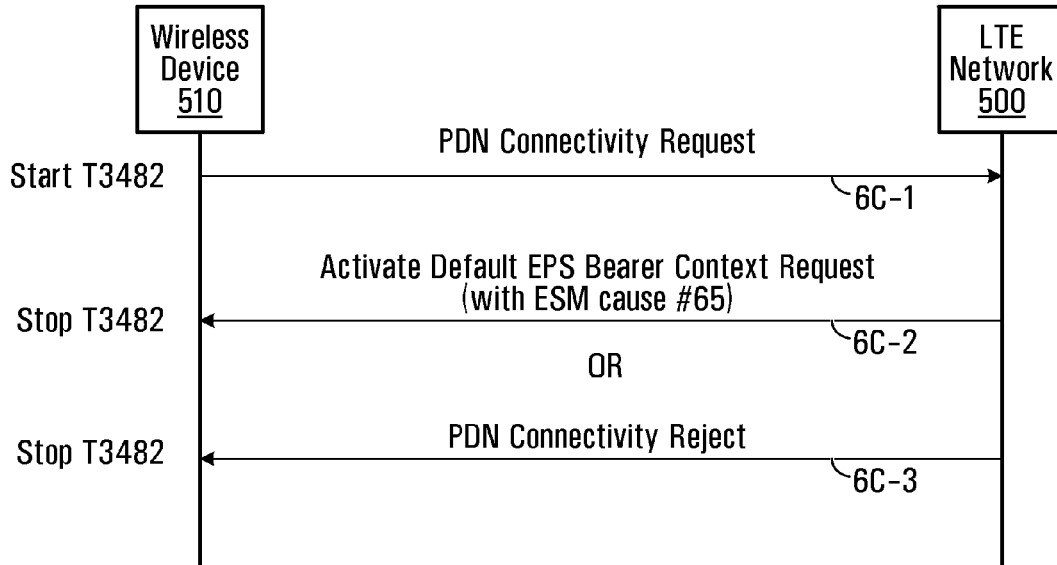 Wireless
Device
510
LTE
Network
500
PDN Connectivity Request
Start T3482
6C-1
Activate Default EPS Bearer Context Request
(with ESM cause #65)
Stop T3482
6C-2
OR
PDN Connectivity Reject
Stop T3482
6C-3